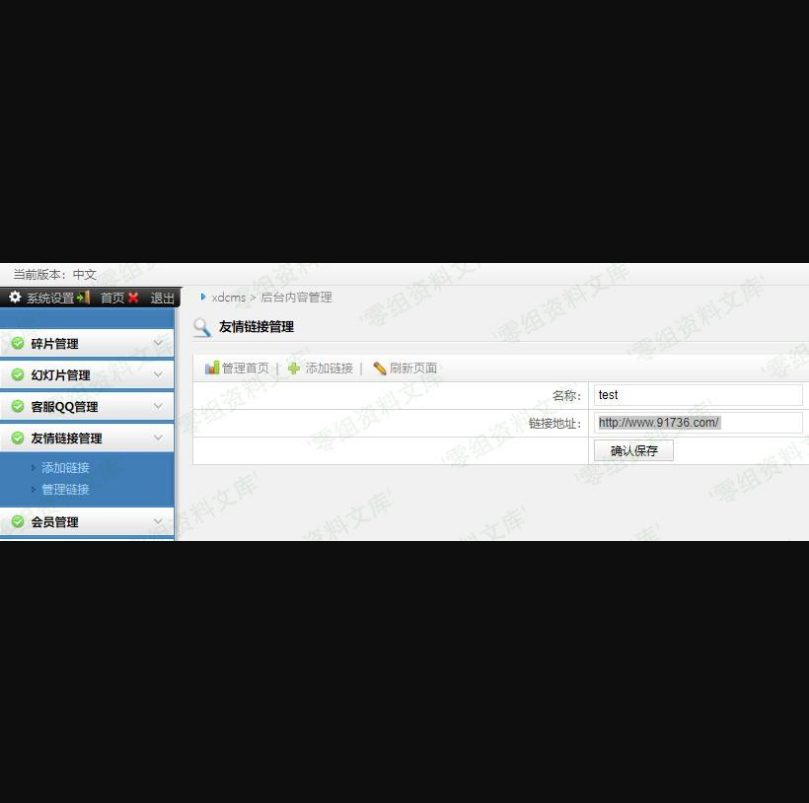 当前版本：中文
系统设置 首页 退出
xdcms > 后台内容管理
友情链接管理
碎片管理
幻灯片管理
客服QQ管理
友情链接管理
添加链接
管理链接
会员管理
管理首页 | 添加链接 | 刷新页面
名称： test
链接地址： http://www.91736.com/
确认保存
零组资料文库